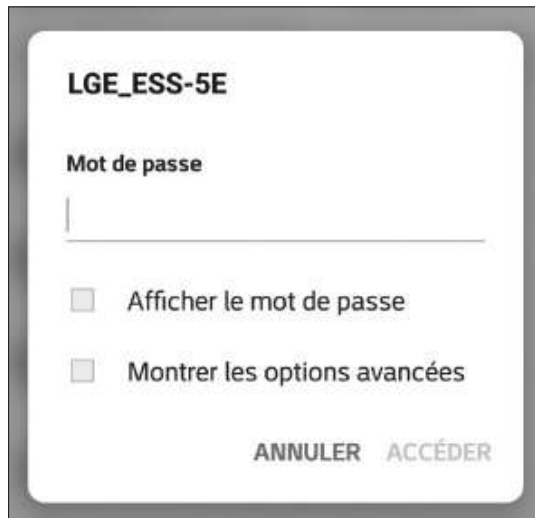 LGE_ESS-5E
Mot de passe
Afficher le mot de passe
Montrer les options avancées
ANNULER ACCÉDER